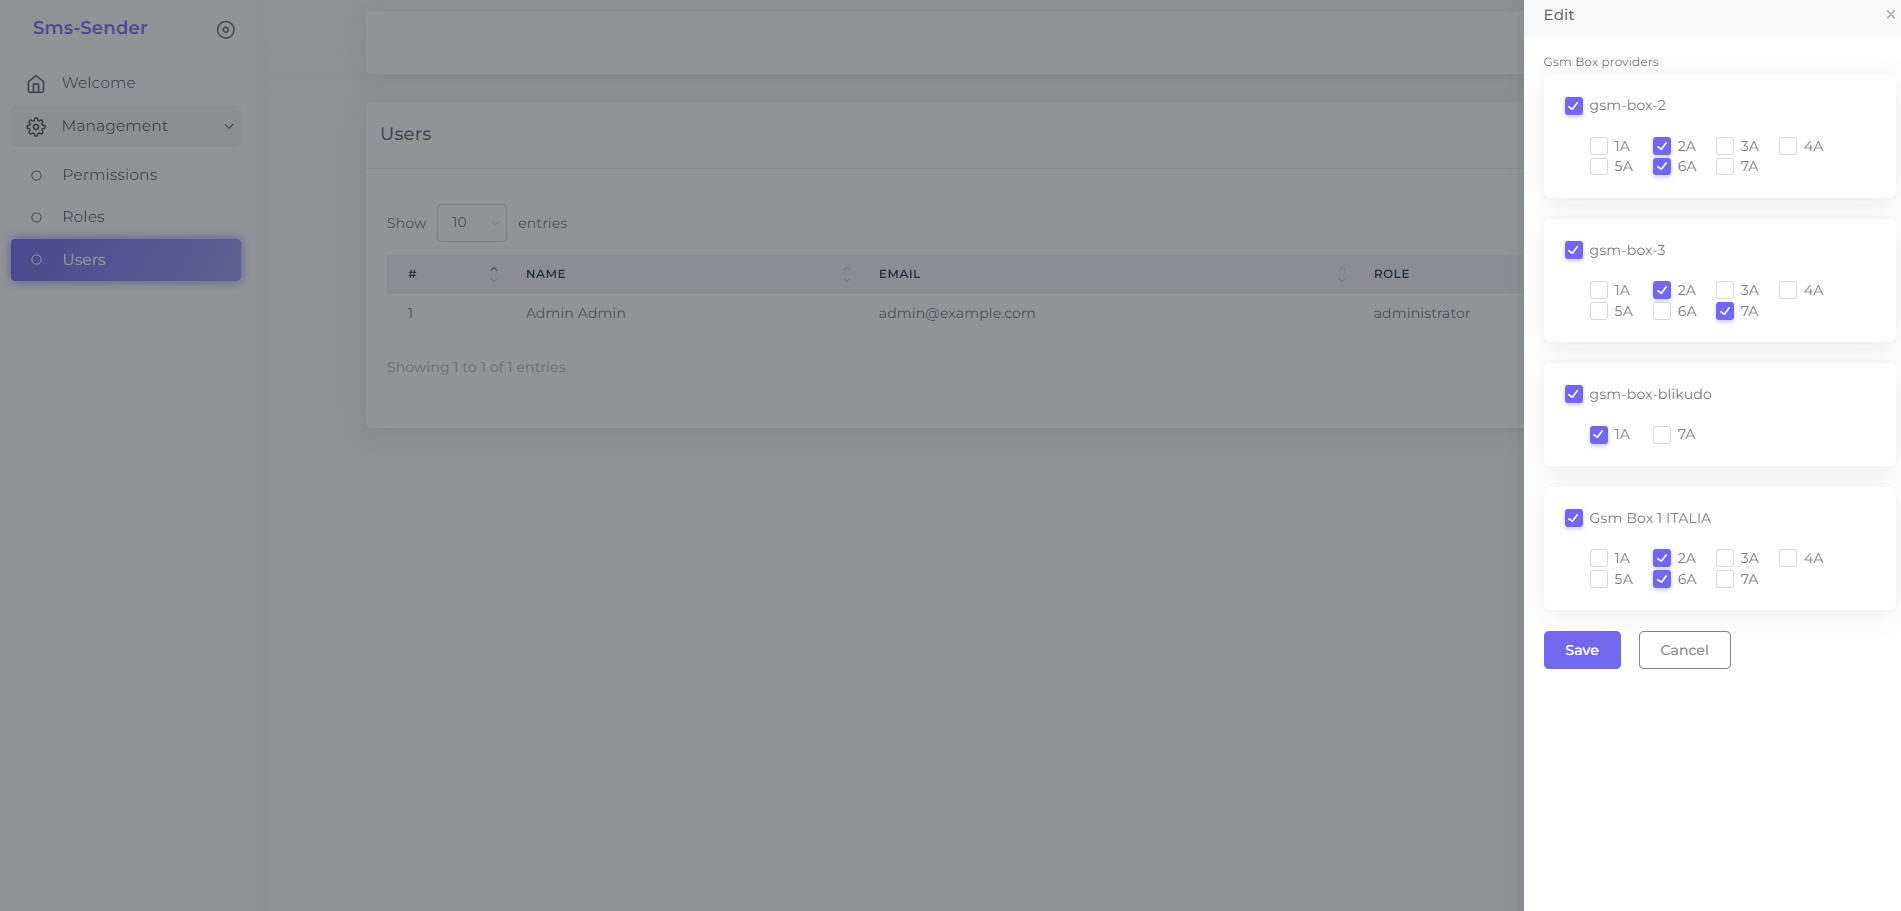 Sms-Sender
Welcome
Management
Permissions
Roles
Users
Users
Show 10 entries
# NAME EMAIL ROLE
1 Admin Admin admin@example.com administrator
Showing 1 to 1 of 1 entries
Edit ×
Gsm Box providers
gsm-box-2
1A 2A 3A 4A
5A 6A 7A
gsm-box-3
1A 2A 3A 4A
5A 6A 7A
gsm-box-blikudo
1A 7A
Gsm Box 1 ITALIA
1A 2A 3A 4A
5A 6A 7A
Save Cancel